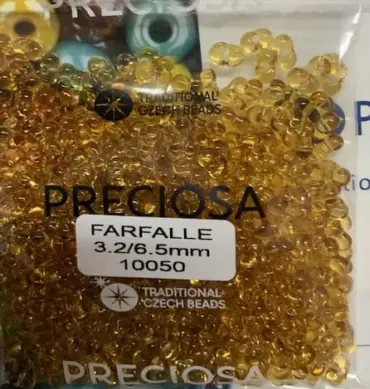 PRECIOSA
TRADITIONAL
CZECH BEADS
P
PRECIOSA
FARFALLE
3.2/6.5mm
10050
TRADITIONAL
CZECH BEADS
PRECIOSA